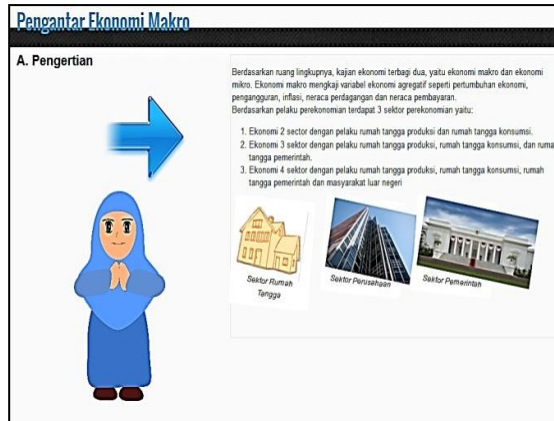 Pengantar Ekonomi Makro
A. Pengertian
Berdasarkan ruang lingkupnya, kajian ekonomi terbagi dua, yaitu ekonomi makro dan ekonomi
mikro. Ekonomi makro mengkaji variabel ekonomi agregatif seperti pertumbuhan ekonomi,
pengangguran, inflasi, neraca perdagangan dan neraca pembayaran.
Berdasarkan pelaku perekonomian terdapat 3 sektor perekonomian yaitu:
1. Ekonomi 2 sector dengan pelaku rumah tangga produksi dan rumah tangga konsumsi.
2. Ekonomi 3 sektor dengan pelaku rumah tangga produksi, rumah tangga konsumsi, dan ruma
tangga pemerintah.
3. Ekonomi 4 sektor dengan pelaku rumah tangga produksi, rumah tangga konsumsi, rumah
tangga pemerintah dan masyarakat luar negeri
Sektor Rumah
Tangga
Sektor Perusahaan
Sektor Pemerintah